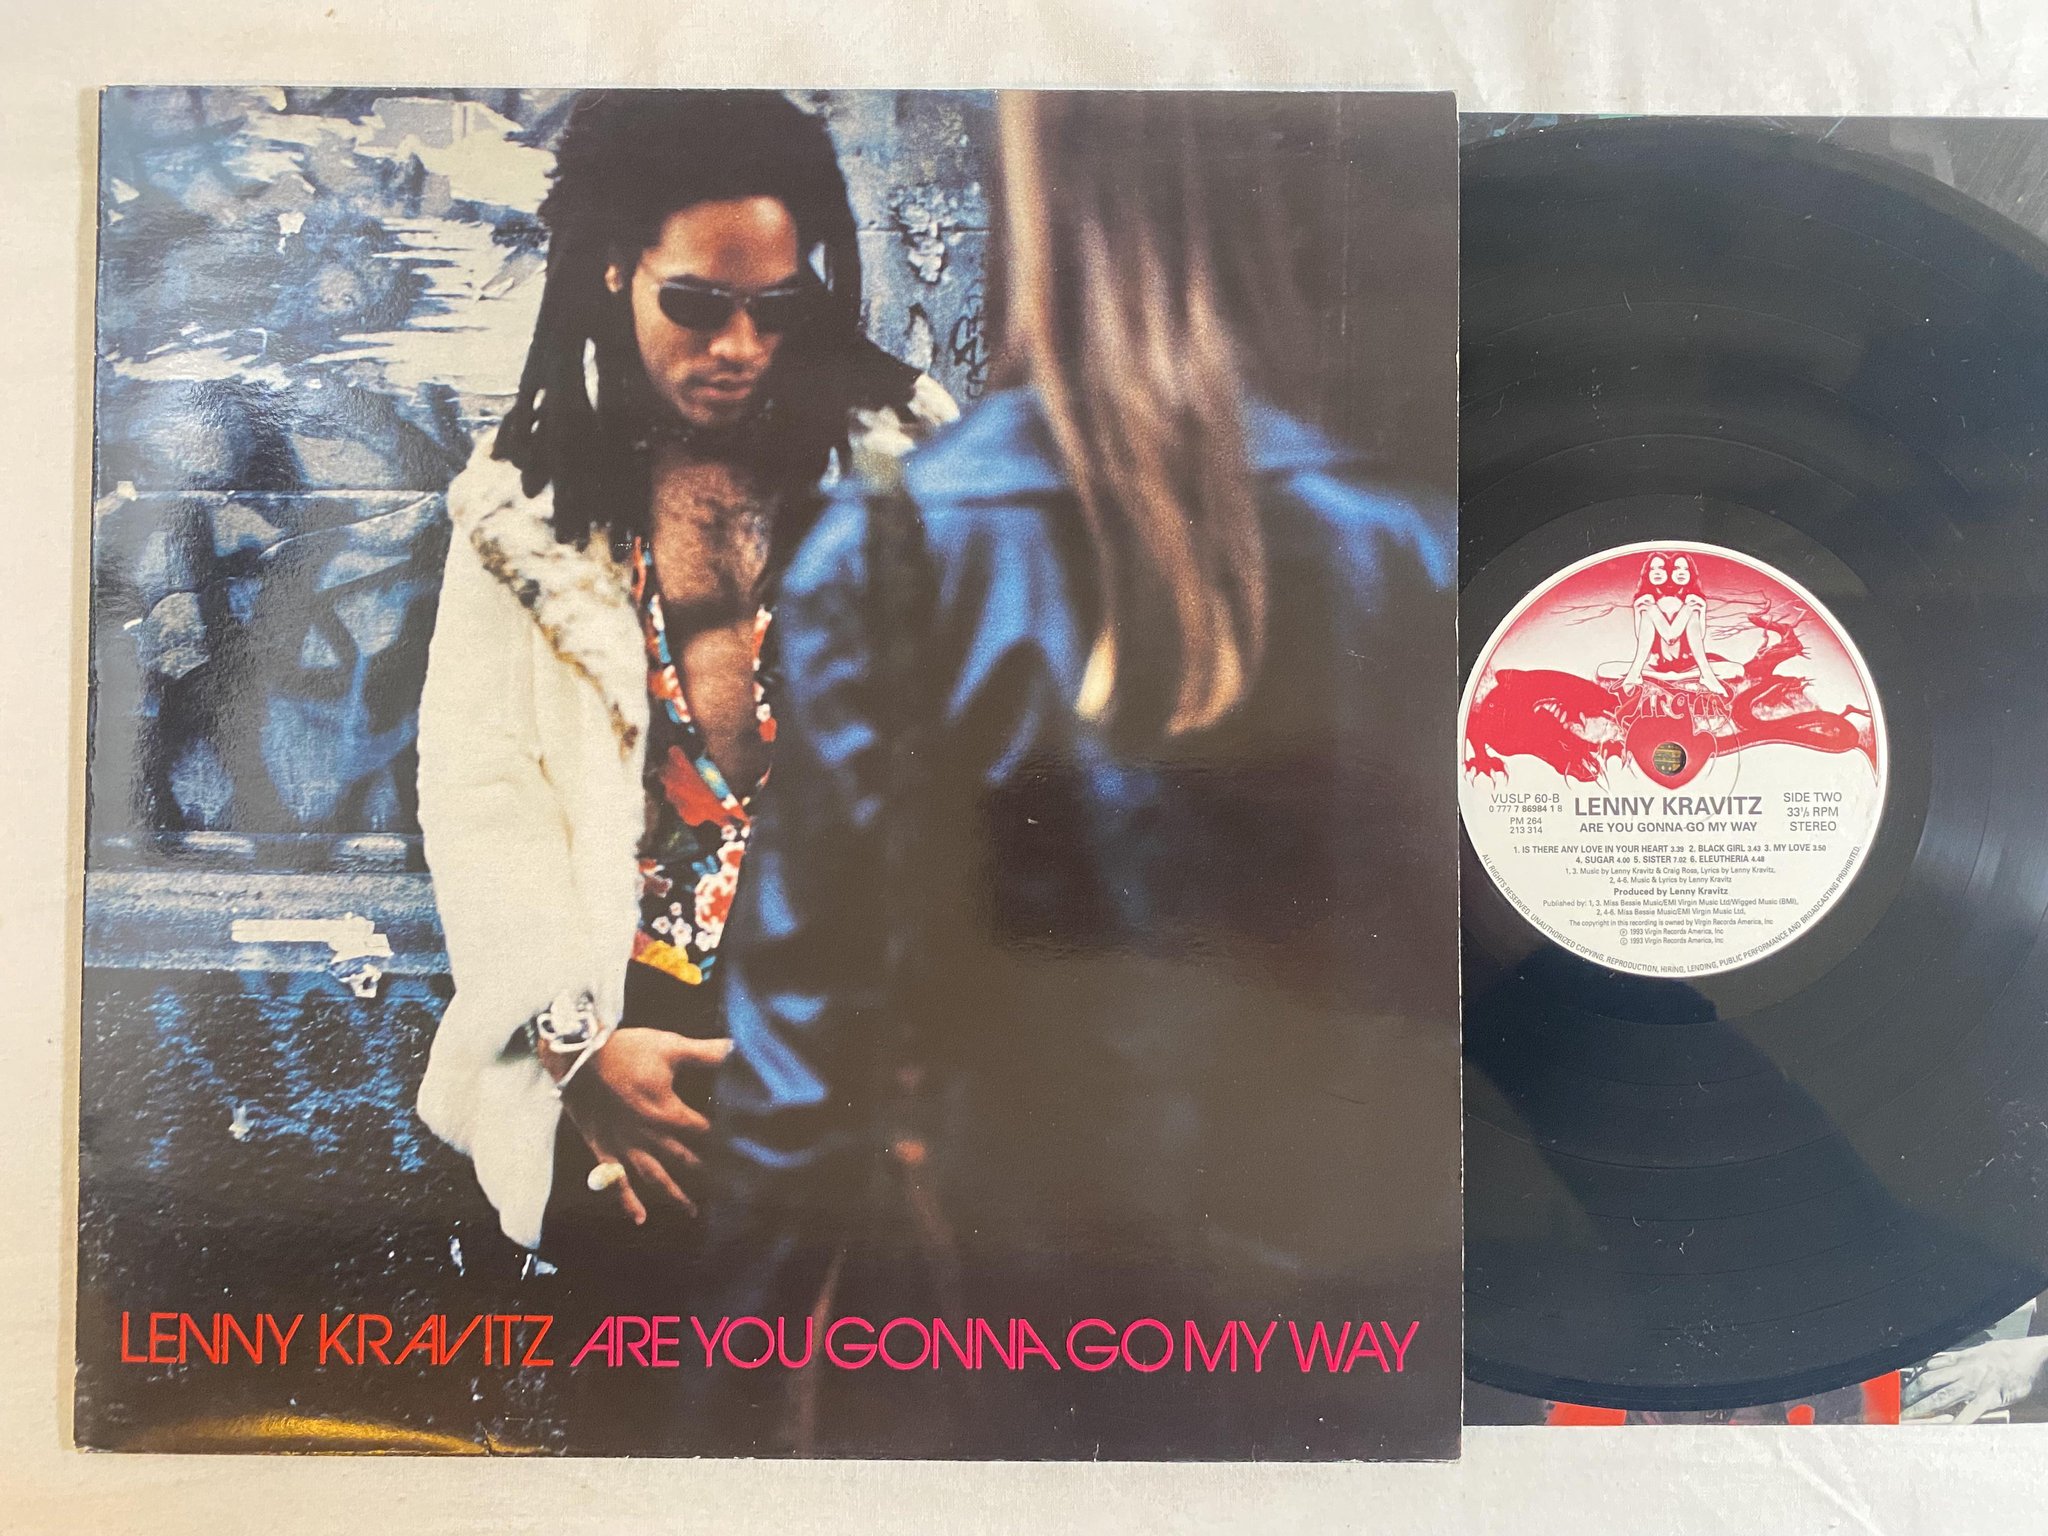 LENNY KRAVITZ ARE YOU GONNA GO MY WAY
Virgin
VUSLP 60-B
0 777 7 86984 1 8
PM 264
213 314
LENNY KRAVITZ
ARE YOU GONNA GO MY WAY
SIDE TWO
33⅓ RPM
STEREO
1. IS THERE ANY LOVE IN YOUR HEART 3.39 2. BLACK GIRL 3.43 3. MY LOVE 3:50
4. SUGAR 4.00 5. SISTER 7.02 6. ELEUTHERIA 4.48
1, 3. Music by Lenny Kravitz & Craig Ross, Lyrics by Lenny Kravitz,
2, 4-6. Music & Lyrics by Lenny Kravitz
Produced by Lenny Kravitz
Published by: 1, 3. Miss Bessie Music/EMI Virgin Music Ltd/Wigged Music (BMI),
2, 4-6. Miss Bessie Music/EMI Virgin Music Ltd,
The copyright in this recording is owned by Virgin Records America, Inc
℗ 1993 Virgin Records America, Inc
© 1993 Virgin Records America, Inc
ALL RIGHTS RESERVED. UNAUTHORIZED COPYING, REPRODUCTION, HIRING, LENDING, PUBLIC PERFORMANCE AND BROADCASTING PROHIBITED.